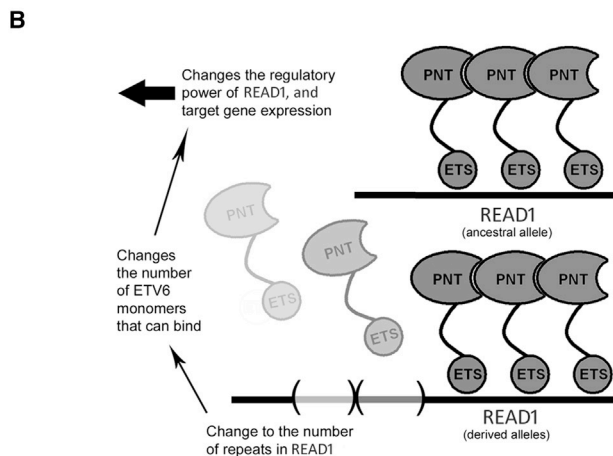 B
Changes the regulatory
power of READ1, and
target gene expression
PNT PNT PNT
ETS ETS ETS
READ1
(ancestral allele)
PNT
ETS
PNT
ETS
Changes
the number
of ETV6
monomers
that can bind
PNT PNT PNT
ETS ETS ETS
READ1
(derived alleles)
Change to the number
of repeats in READ1